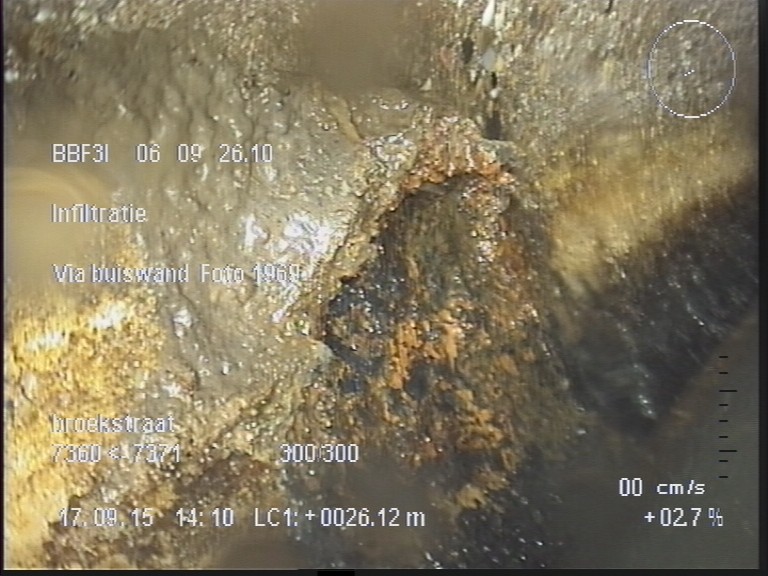 BBF3I 06 09 26.10
Infiltratie
Via buiswand Foto 1969
broekstraat
7360 <- 7371 300/300
00 cm/s
17.09.15 14:10 LC1:+0026.12 m +02.7 %